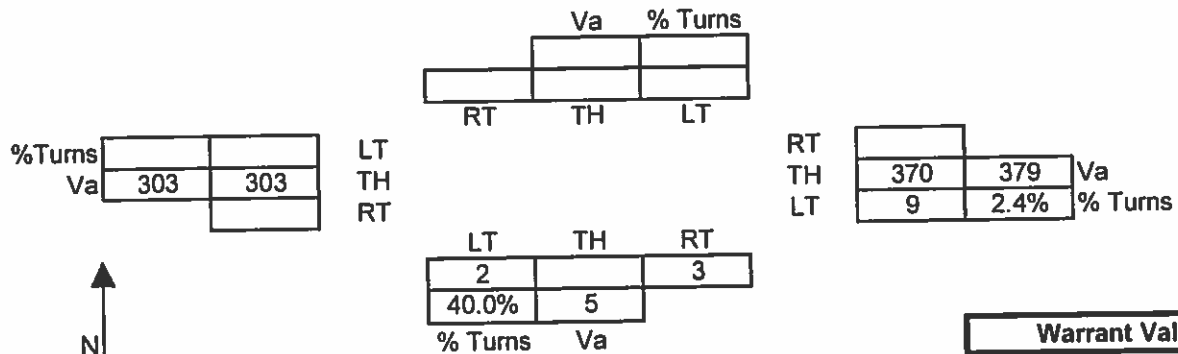 Va % Turns
RT TH LT
%Turns LT RT
Va 303 303 TH TH 370 379 Va
RT LT 9 2.4% % Turns
LT TH RT
2 3
40.0% 5
% Turns Va
N
Warrant Val